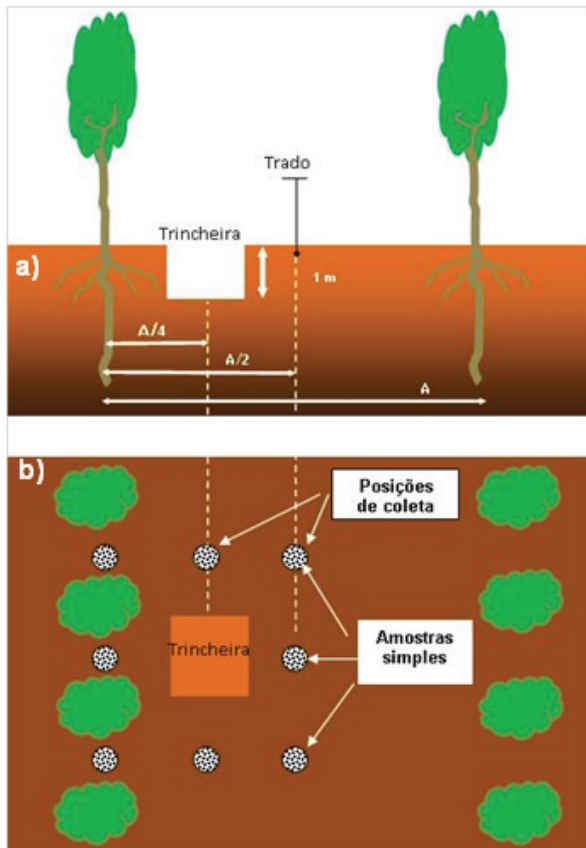 Trado
Trincheira
a)
1 m
A/4
A/2
A
b)
Posições
de coleta
Trincheira
Amostras
simples